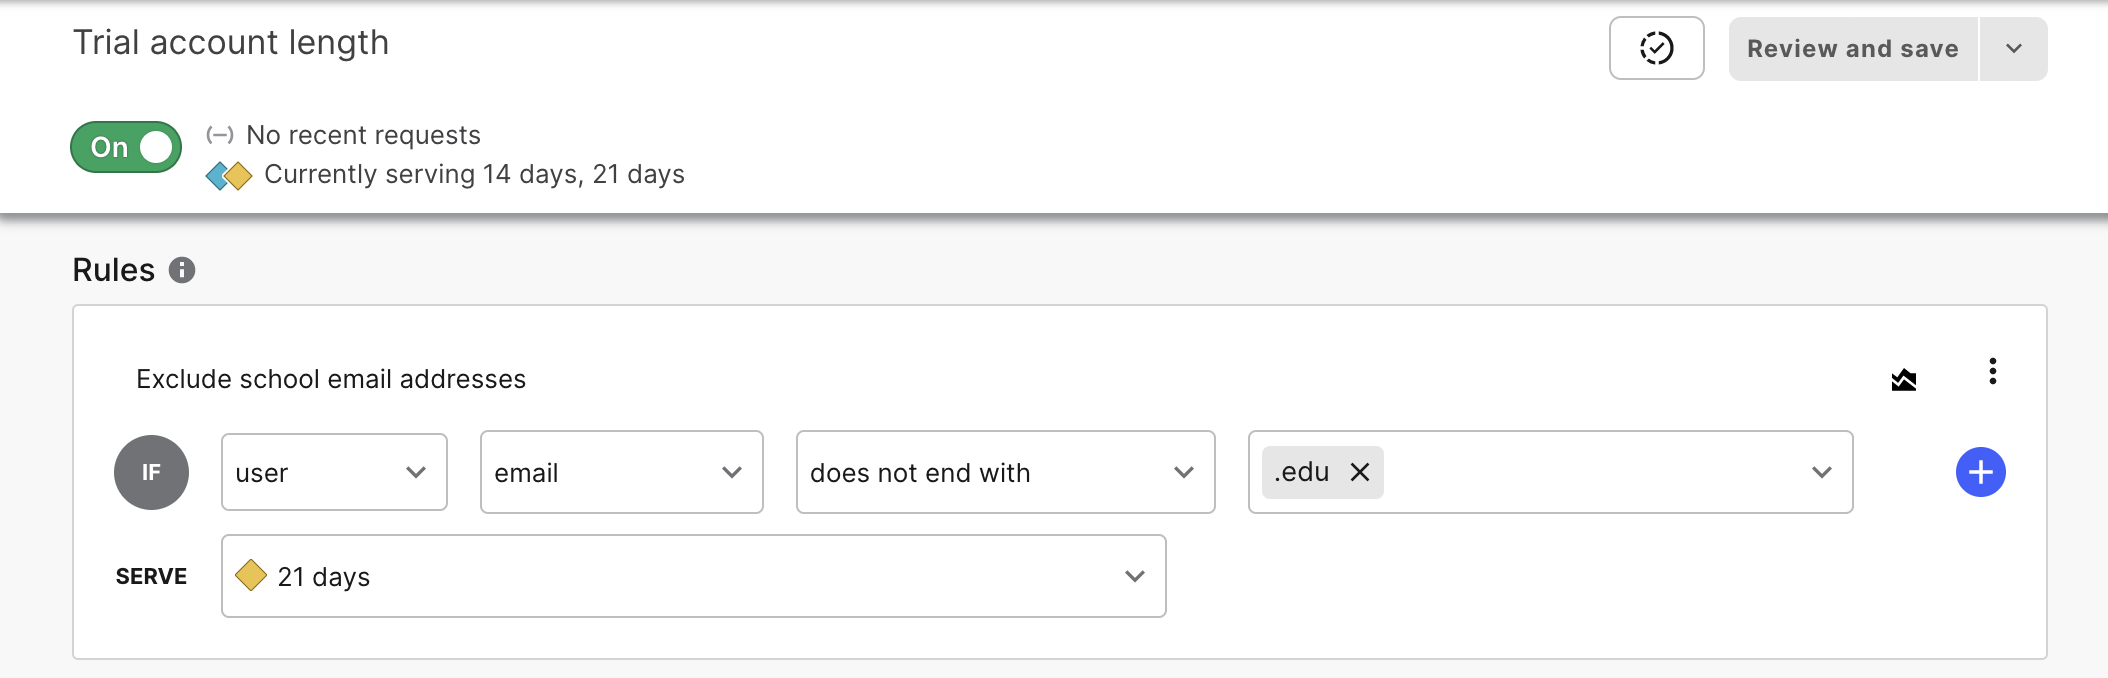 Trial account length
Review and save
On
(–) No recent requests
Currently serving 14 days, 21 days
Rules
Exclude school email addresses
IF user email does not end with .edu
SERVE 21 days